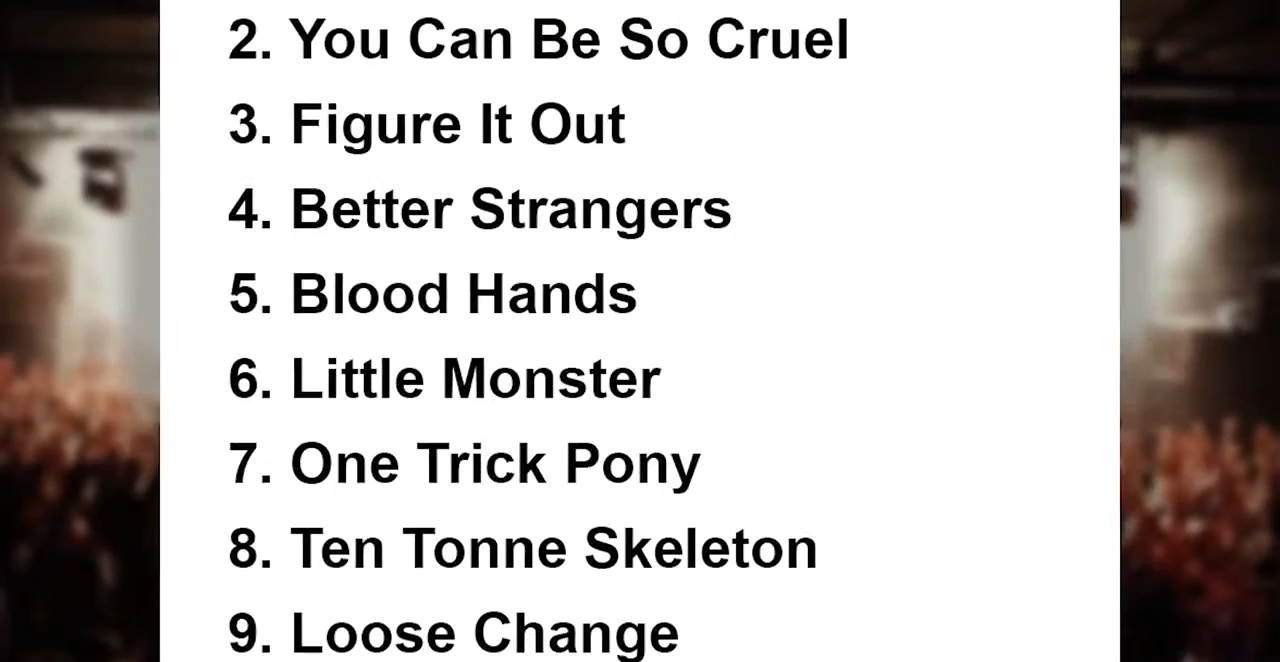 2. You Can Be So Cruel
3. Figure It Out
4. Better Strangers
5. Blood Hands
6. Little Monster
7. One Trick Pony
8. Ten Tonne Skeleton
9. Loose Change